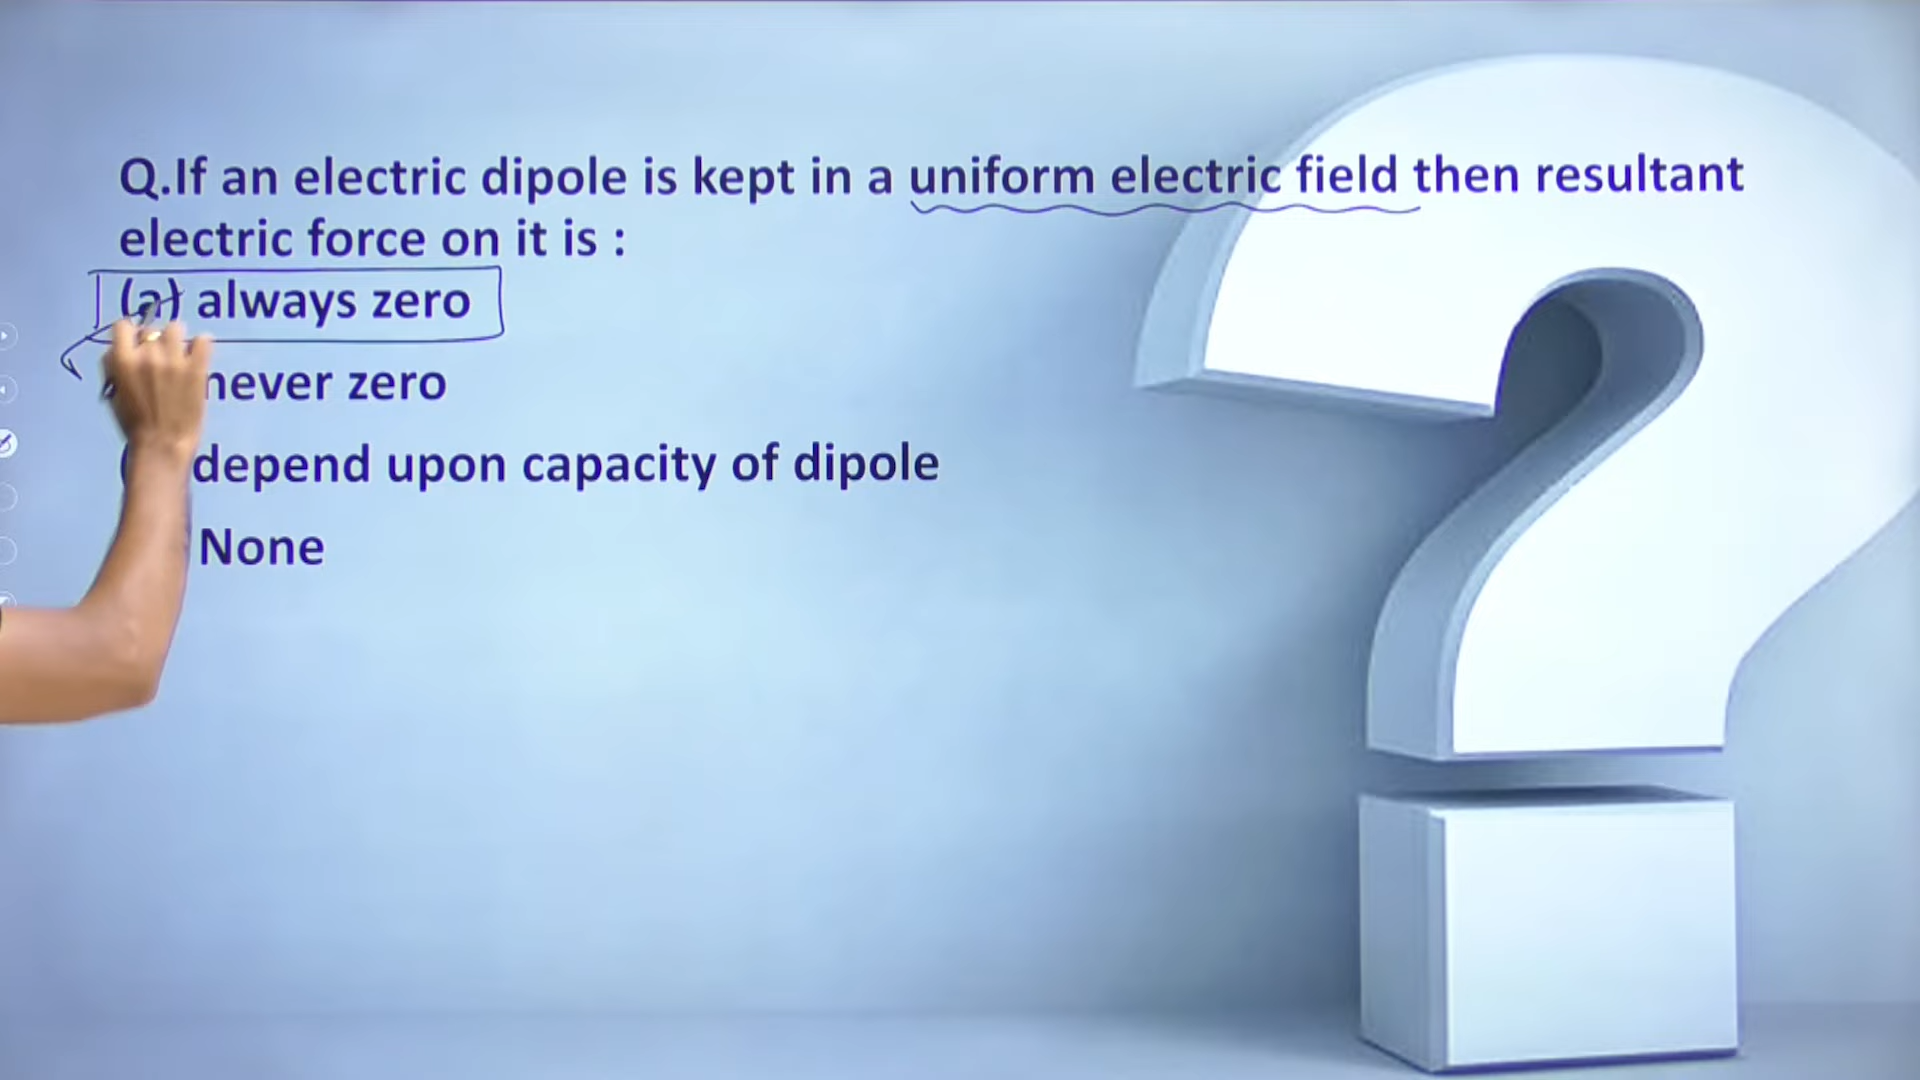 Q.If an electric dipole is kept in a uniform electric field then resultant
electric force on it is :
(a) always zero
never zero
depend upon capacity of dipole
None